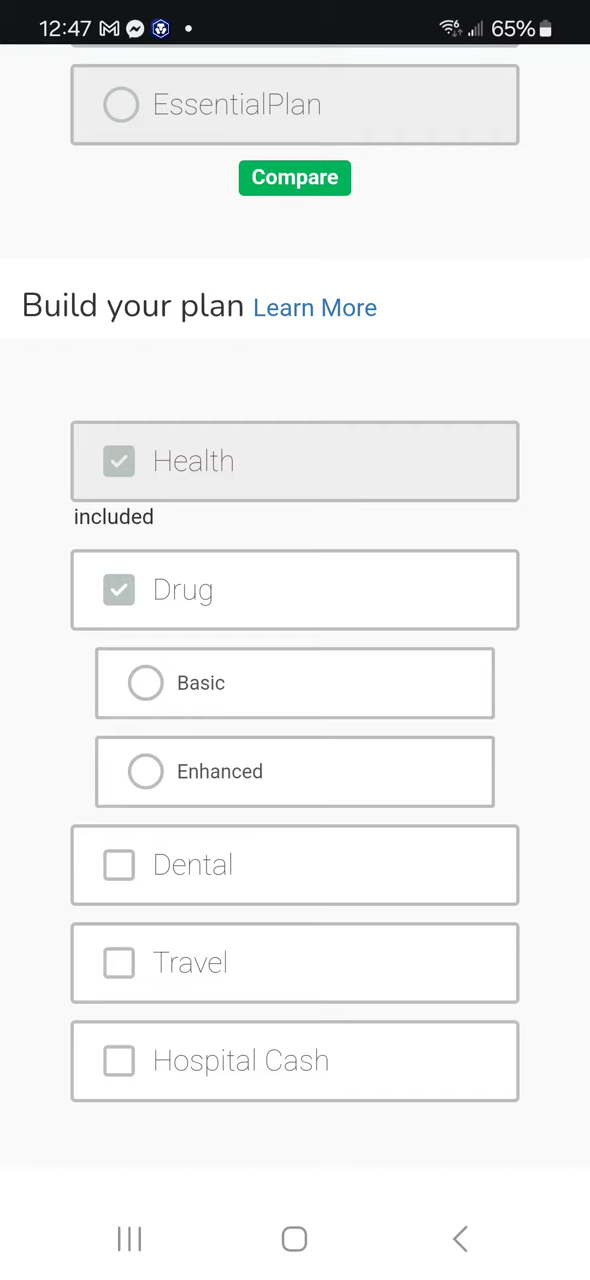 12:47
65%
EssentialPlan
Compare
Build your plan Learn More
Health
included
Drug
Basic
Enhanced
Dental
Travel
Hospital Cash